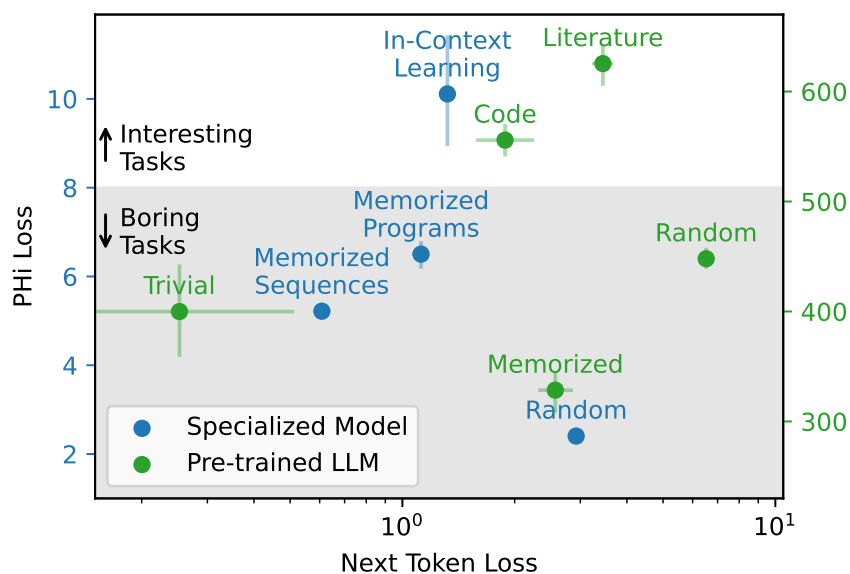 In-Context
Learning
Literature
Code
10
600
Interesting
Tasks
8
500
Boring
Tasks
Memorized
Programs
Random
Memorized
Sequences
6
Trivial
400
PHi Loss
4
Memorized
Random
300
2
Specialized Model
Pre-trained LLM
10⁰
10¹
Next Token Loss